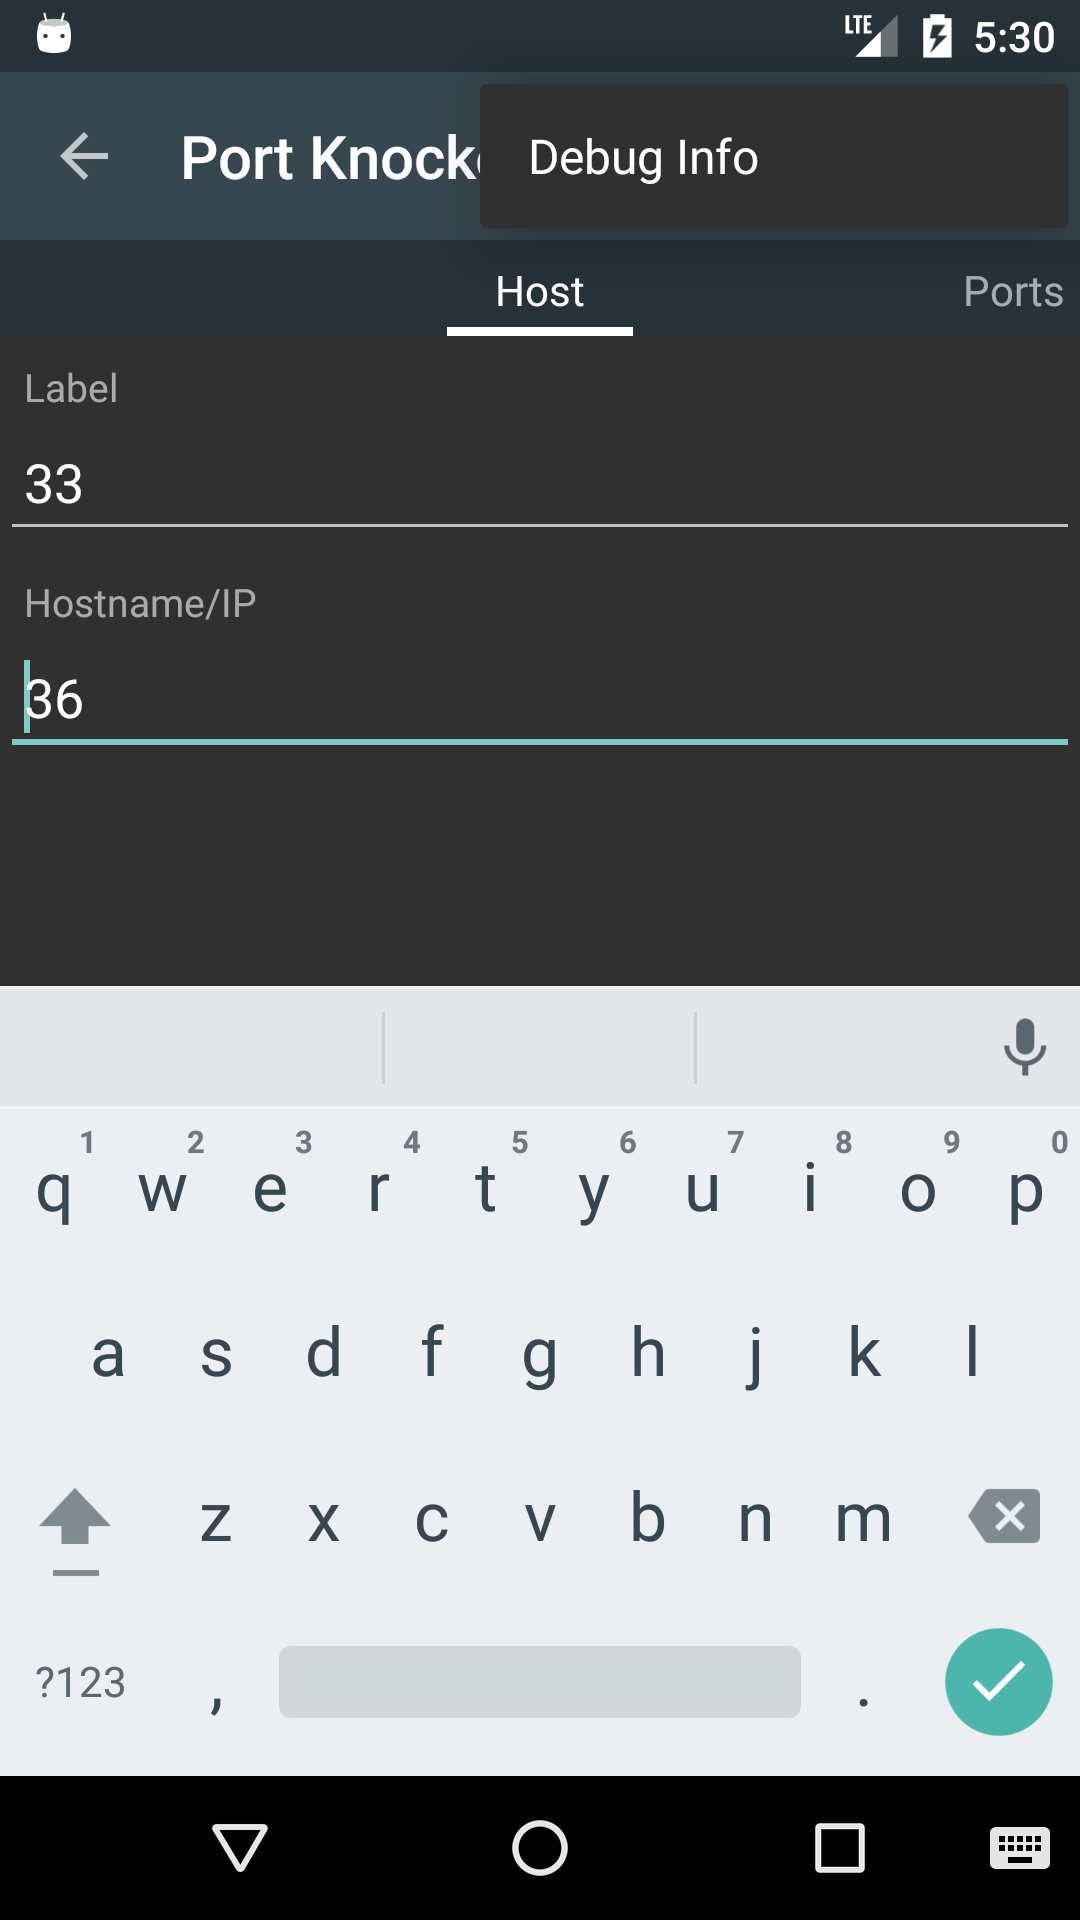 LTE 5:30
Port Knock
Debug Info
Host Ports
Label
33
Hostname/IP
36
1 2 3 4 5 6 7 8 9 0
q w e r t y u i o p
a s d f g h j k l
z x c v b n m
?123 , .